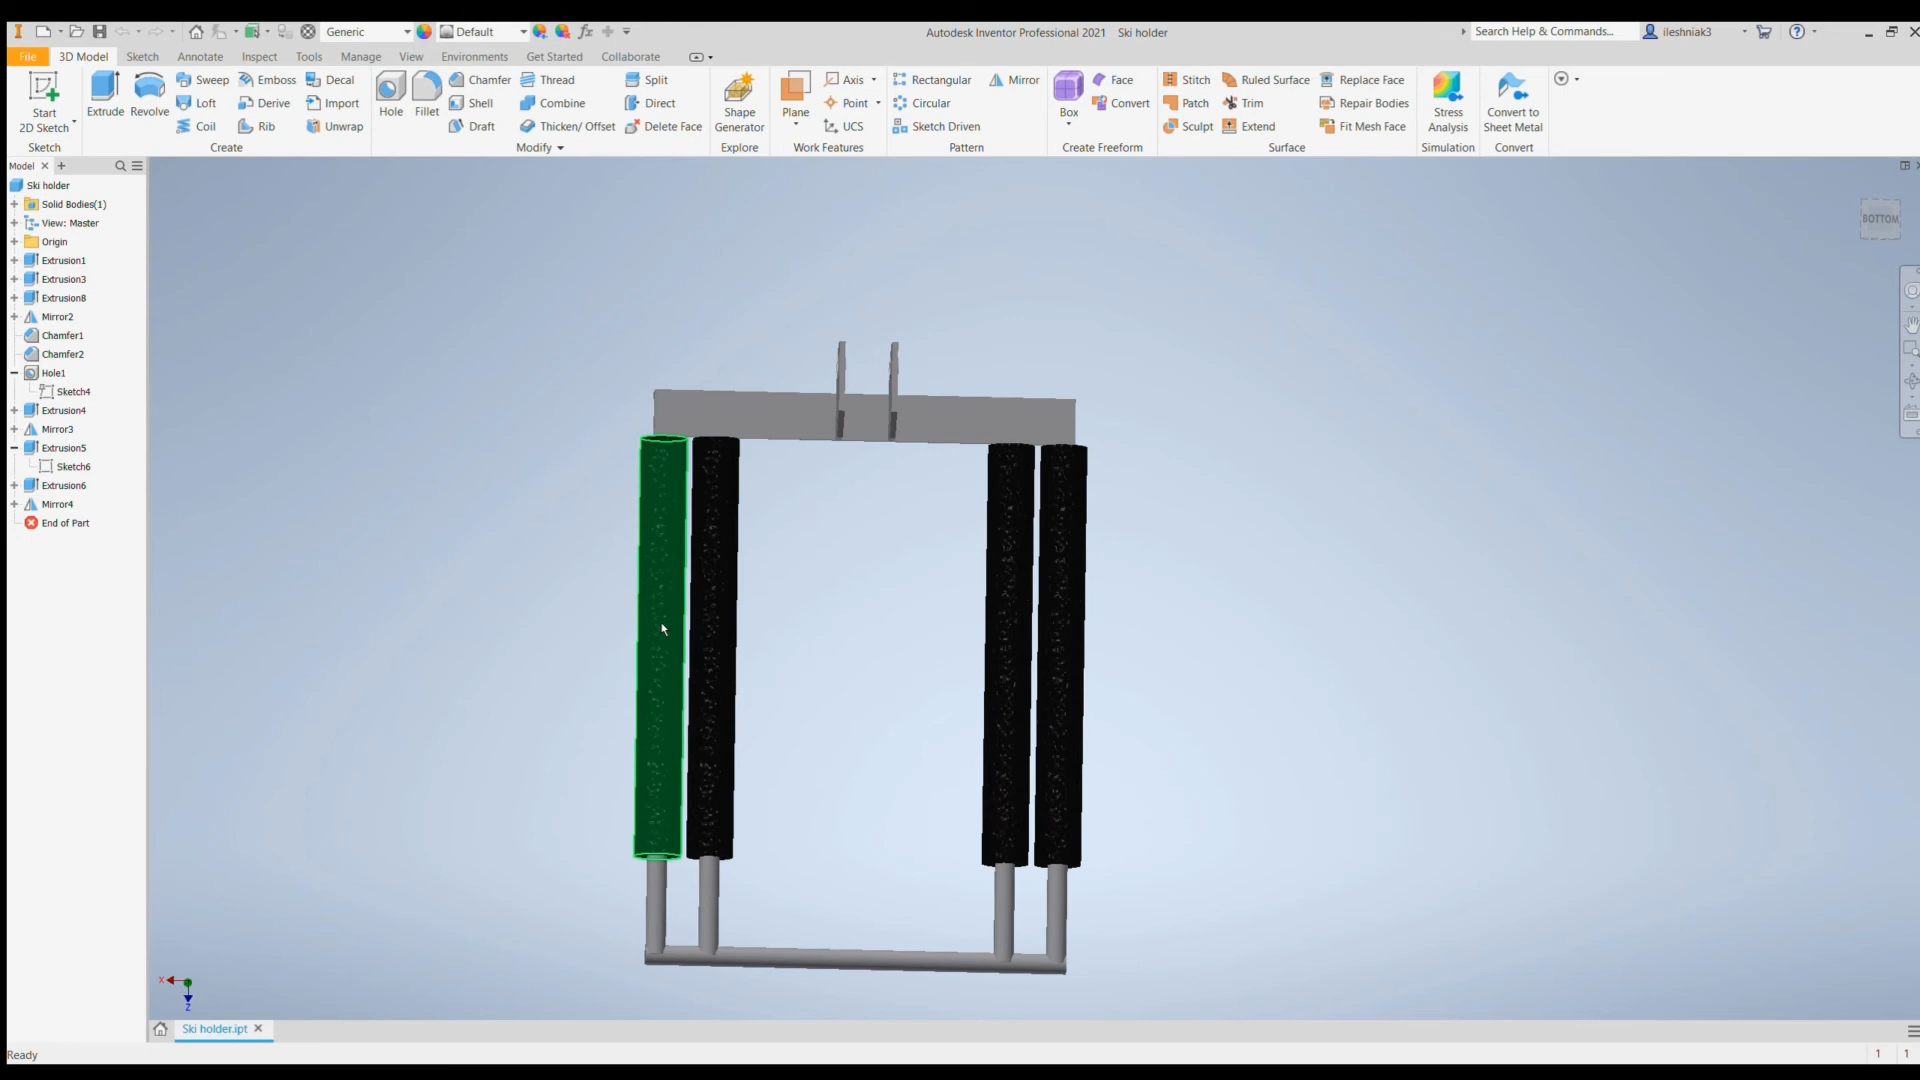 Generic
Default
Autodesk Inventor Professional 2021 Ski holder
Search Help & Commands...
ileshniak3
File 3D Model Sketch Annotate Inspect Tools Manage View Environments Get Started Collaborate
Start
2D Sketch
Sketch
Extrude
Revolve
Sweep Emboss Decal
Loft Derive Import
Coil Rib Unwrap
Create
Hole
Fillet
Chamfer Thread Split
Shell Combine Direct
Draft Thicken/ Offset Delete Face
Modify
Shape
Generator
Explore
Plane
Axis
Point
UCS
Work Features
Rectangular Mirror
Circular
Sketch Driven
Pattern
Box
Face
Convert
Create Freeform
Stitch Ruled Surface Replace Face
Patch Trim Repair Bodies
Sculpt Extend Fit Mesh Face
Surface
Stress
Analysis
Simulation
Convert to
Sheet Metal
Convert
Model
Ski holder
Solid Bodies(1)
View: Master
Origin
Extrusion1
Extrusion3
Extrusion8
Mirror2
Chamfer1
Chamfer2
Hole1
Sketch4
Extrusion4
Mirror3
Extrusion5
Sketch6
Extrusion6
Mirror4
End of Part
BOTTOM
X
Z
Ski holder.ipt
Ready
1 1